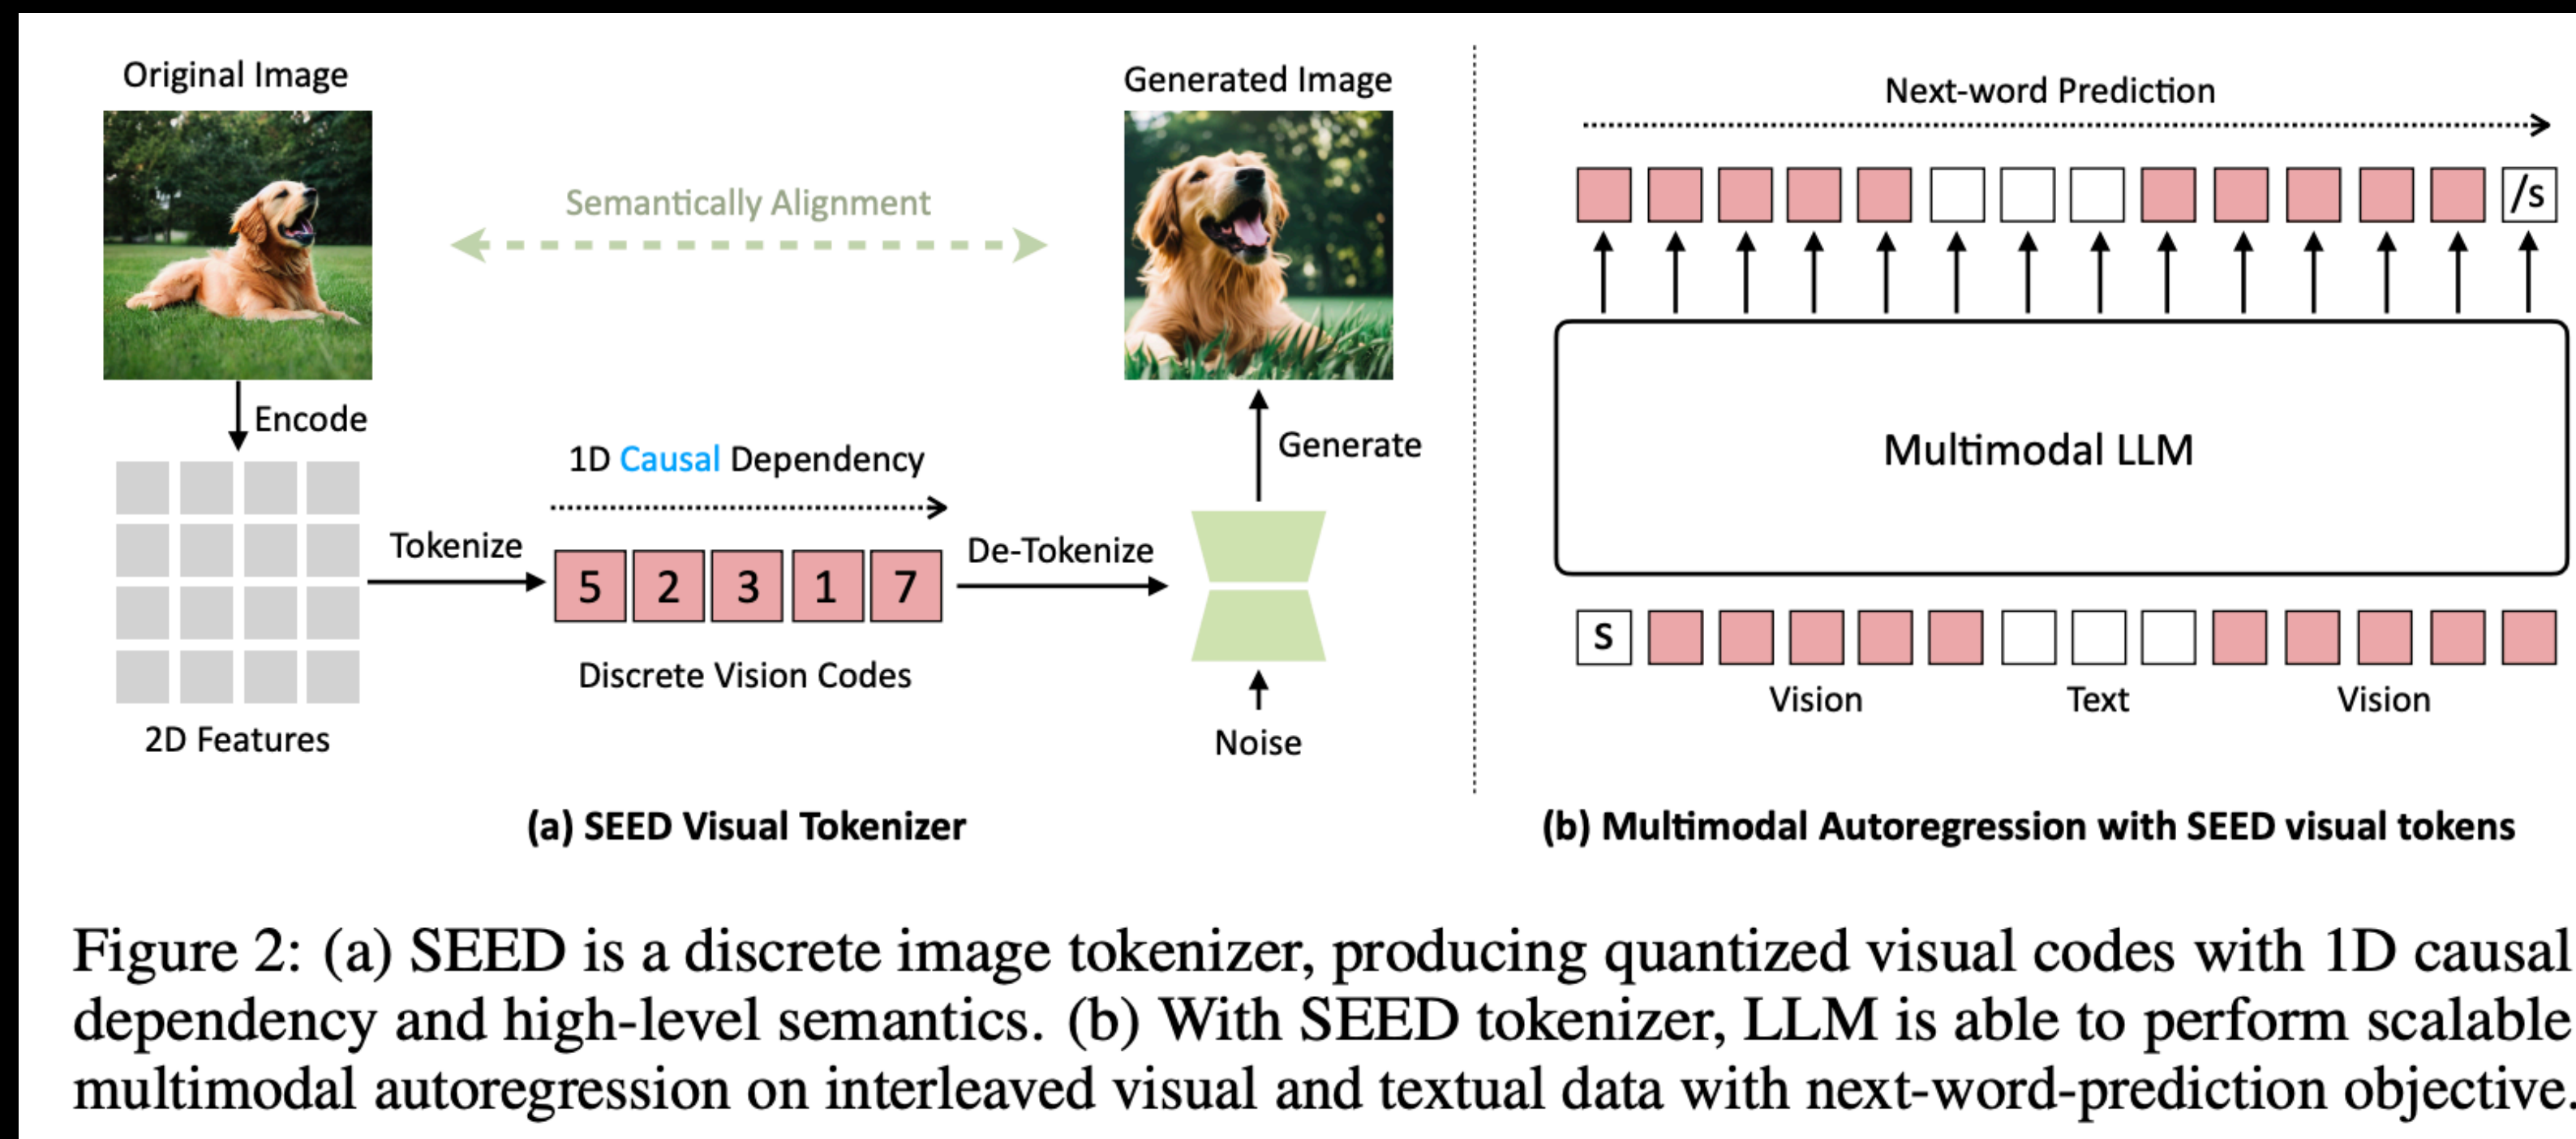 Original Image
Generated Image
Semantically Alignment
Encode
1D Causal Dependency
Generate
Tokenize
5 2 3 1 7
De-Tokenize
Discrete Vision Codes
2D Features
Noise
(a) SEED Visual Tokenizer
Next-word Prediction
/s
Multimodal LLM
S
Vision Text Vision
(b) Multimodal Autoregression with SEED visual tokens
Figure 2: (a) SEED is a discrete image tokenizer, producing quantized visual codes with 1D causal
dependency and high-level semantics. (b) With SEED tokenizer, LLM is able to perform scalable
multimodal autoregression on interleaved visual and textual data with next-word-prediction objective.